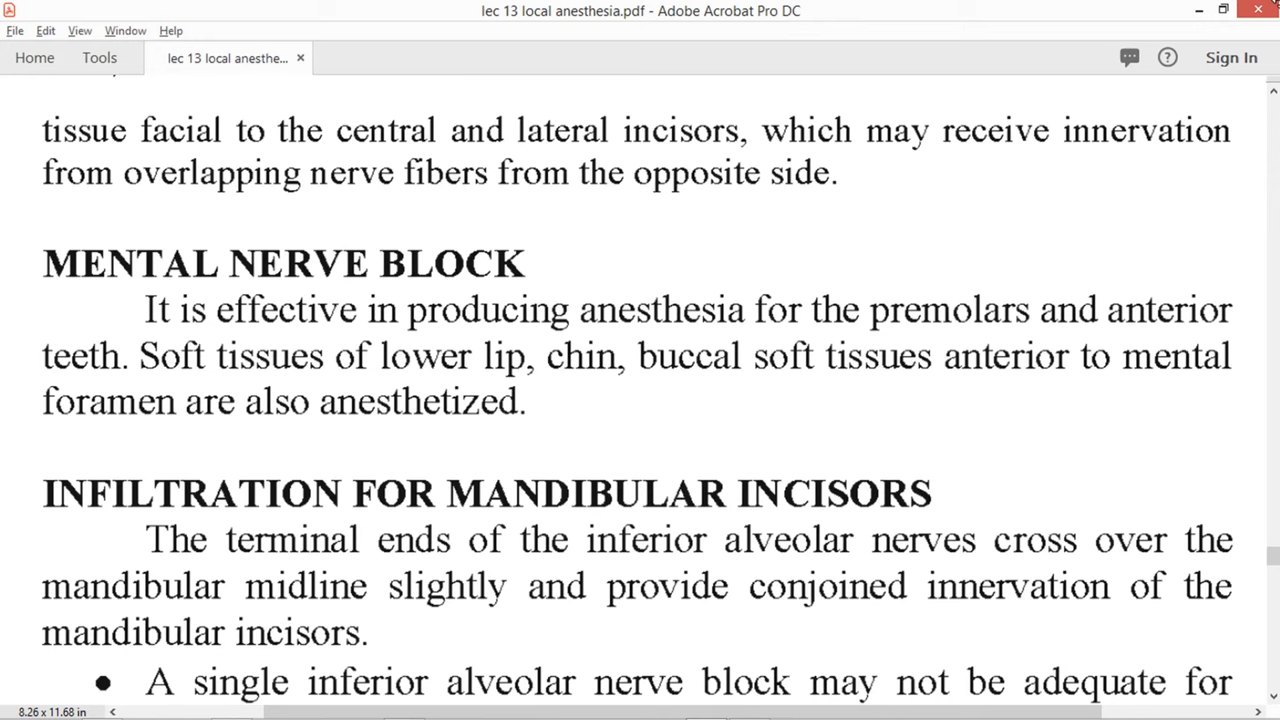 lec 13 local anesthesia.pdf - Adobe Acrobat Pro DC
File Edit View Window Help
Home Tools lec 13 local anesthe... × Sign In
tissue facial to the central and lateral incisors, which may receive innervation
from overlapping nerve fibers from the opposite side.
MENTAL NERVE BLOCK
It is effective in producing anesthesia for the premolars and anterior
teeth. Soft tissues of lower lip, chin, buccal soft tissues anterior to mental
foramen are also anesthetized.
INFILTRATION FOR MANDIBULAR INCISORS
The terminal ends of the inferior alveolar nerves cross over the
mandibular midline slightly and provide conjoined innervation of the
mandibular incisors.
• A single inferior alveolar nerve block may not be adequate for
8.26 x 11.68 in